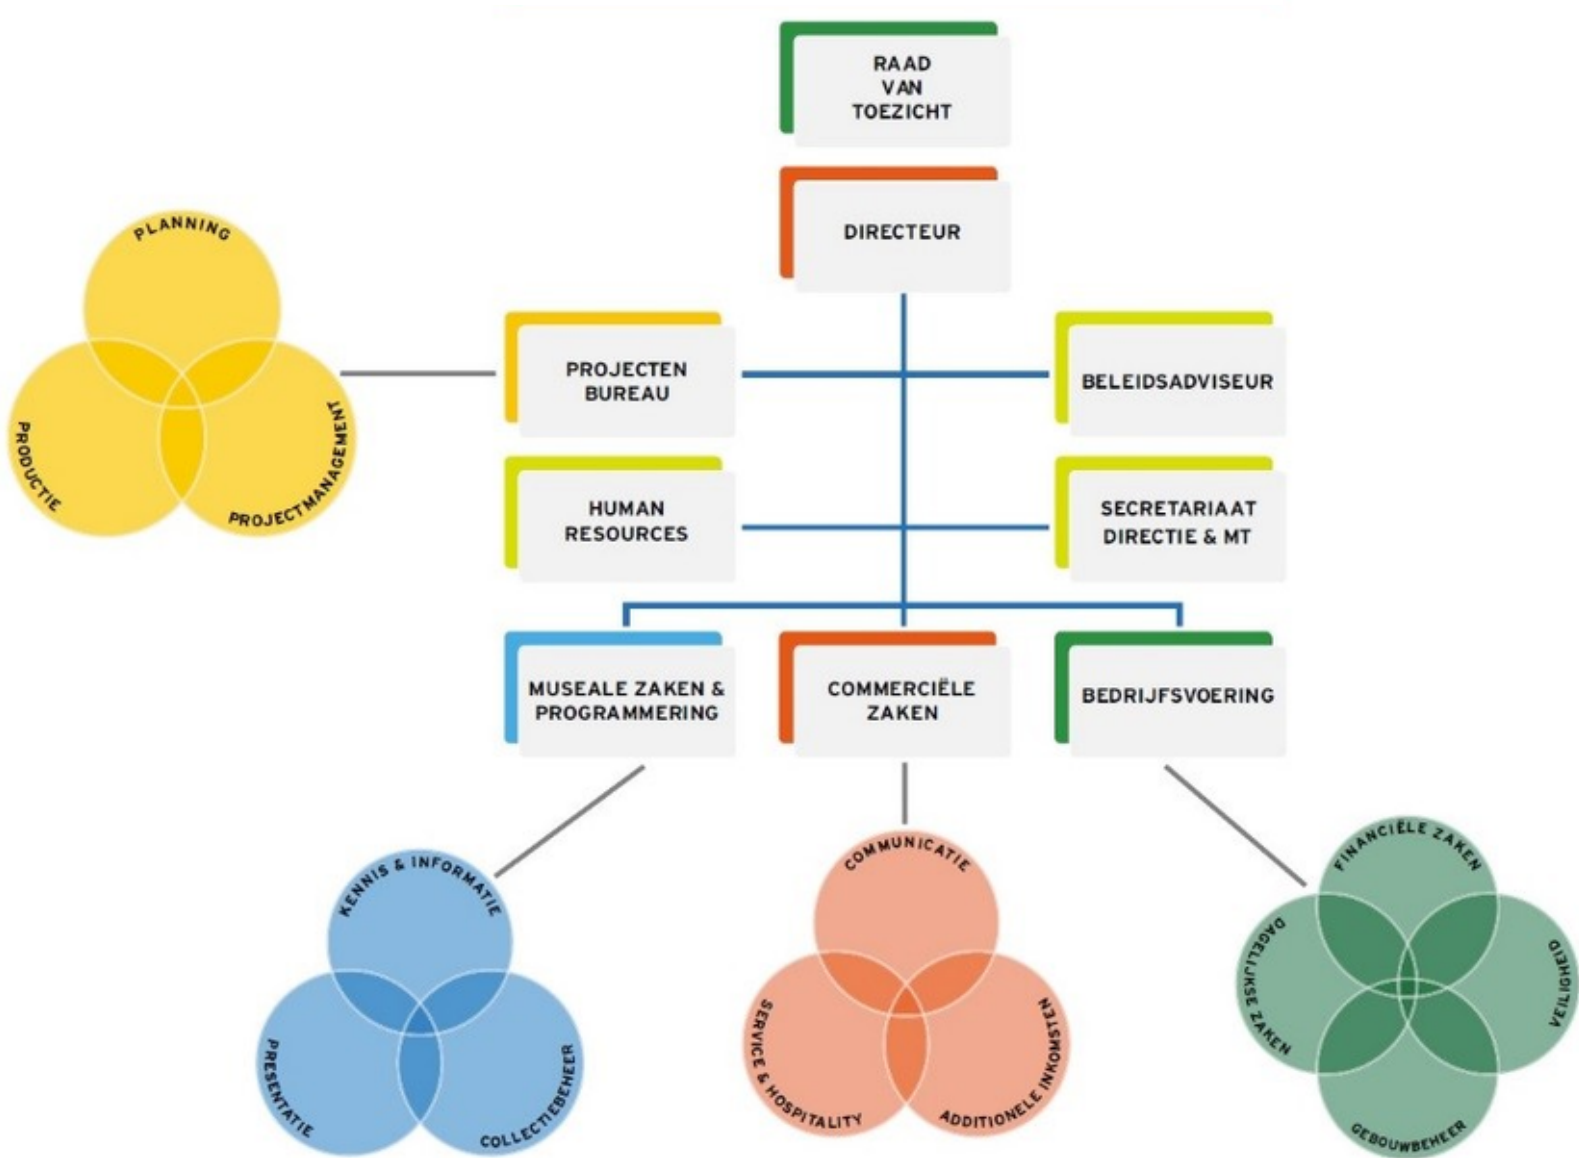 RAAD
VAN
TOEZICHT
DIRECTEUR
PLANNING
PRODUCTIE
PROJECTMANAGEMENT
PROJECTEN
BUREAU
BELEIDSADVISEUR
HUMAN
RESOURCES
SECRETARIAAT
DIRECTIE & MT
MUSEALE ZAKEN &
PROGRAMMERING
COMMERCIËLE
ZAKEN
BEDRIJFSVOERING
KENNIS & INFORMATIE
PRESENTATIE
COLLECTIEBEHEER
COMMUNICATIE
SERVICE & HOSPITALITY
ADDITIONELE INKOMSTEN
FINANCIËLE ZAKEN
DAGELIJKSE ZAKEN
VEILIGHEID
GEBOUWBEHEER